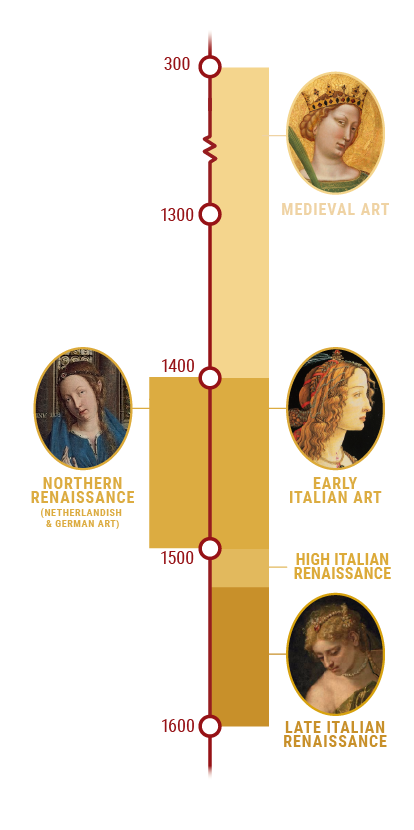 300
MEDIEVAL ART
1300
1400
NORTHERN
RENAISSANCE
(NETHERLANDISH
& GERMAN ART)
EARLY
ITALIAN ART
1500
HIGH ITALIAN
RENAISSANCE
1600
LATE ITALIAN
RENAISSANCE